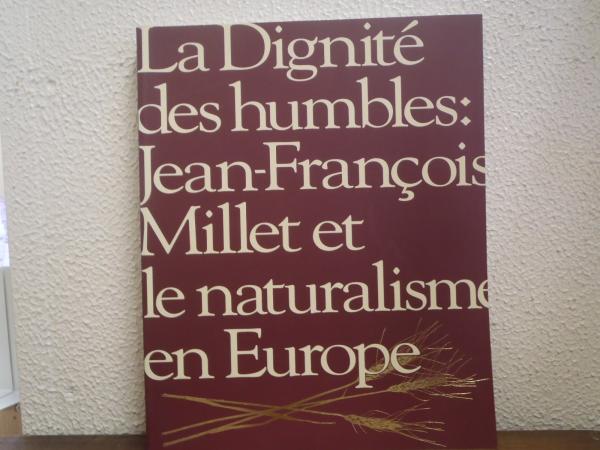 La Dignité
des humbles:
Jean-François
Millet et
le naturalisme
en Europe